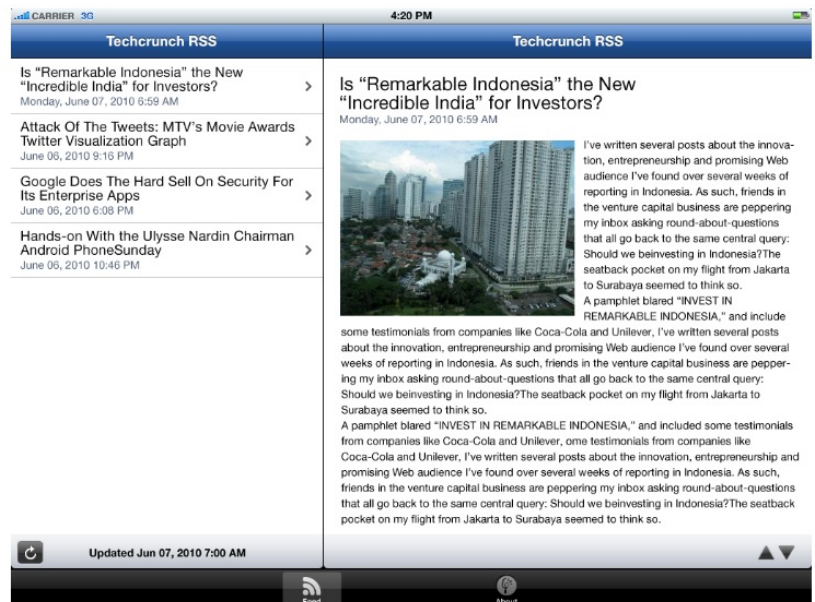 CARRIER 3G
4:20 PM
Techcrunch RSS
Is “Remarkable Indonesia” the New
“Incredible India” for Investors?
Monday, June 07, 2010 6:59 AM
Attack Of The Tweets: MTV’s Movie Awards
Twitter Visualization Graph
June 06, 2010 9:16 PM
Google Does The Hard Sell On Security For
Its Enterprise Apps
June 06, 2010 6:08 PM
Hands-on With the Ulysse Nardin Chairman
Android PhoneSunday
June 06, 2010 10:46 PM
Updated Jun 07, 2010 7:00 AM
Techcrunch RSS
Is “Remarkable Indonesia” the New
“Incredible India” for Investors?
Monday, June 07, 2010 6:59 AM
I’ve written several posts about the innova-
tion, entrepreneurship and promising Web
audience I’ve found over several weeks of
reporting in Indonesia. As such, friends in
the venture capital business are peppering
my inbox asking round-about-questions
that all go back to the same central query:
Should we beinvesting in Indonesia?The
seatback pocket on my flight from Jakarta
to Surabaya seemed to think so.
A pamphlet blared “INVEST IN
REMARKABLE INDONESIA,” and include
some testimonials from companies like Coca-Cola and Unilever, I’ve written several posts
about the innovation, entrepreneurship and promising Web audience I’ve found over several
weeks of reporting in Indonesia. As such, friends in the venture capital business are pepper-
ing my inbox asking round-about-questions that all go back to the same central query:
Should we beinvesting in Indonesia?The seatback pocket on my flight from Jakarta to
Surabaya seemed to think so.
A pamphlet blared “INVEST IN REMARKABLE INDONESIA,” and included some testimonials
from companies like Coca-Cola and Unilever, ome testimonials from companies like
Coca-Cola and Unilever, I’ve written several posts about the innovation, entrepreneurship and
promising Web audience I’ve found over several weeks of reporting in Indonesia. As such,
friends in the venture capital business are peppering my inbox asking round-about-questions
that all go back to the same central query: Should we beinvesting in Indonesia?The seatback
pocket on my flight from Jakarta to Surabaya seemed to think so.
Feed
About